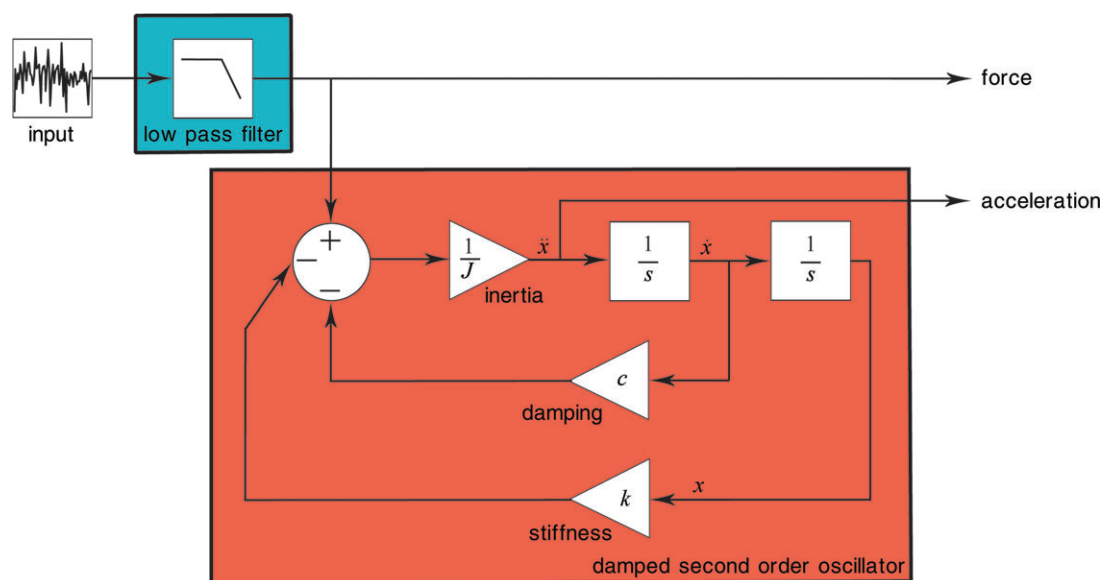 force
input
low pass filter
acceleration
+
−
−
1
J
ẍ
inertia
1
s
ẋ
1
s
c
damping
k
x
stiffness
damped second order oscillator